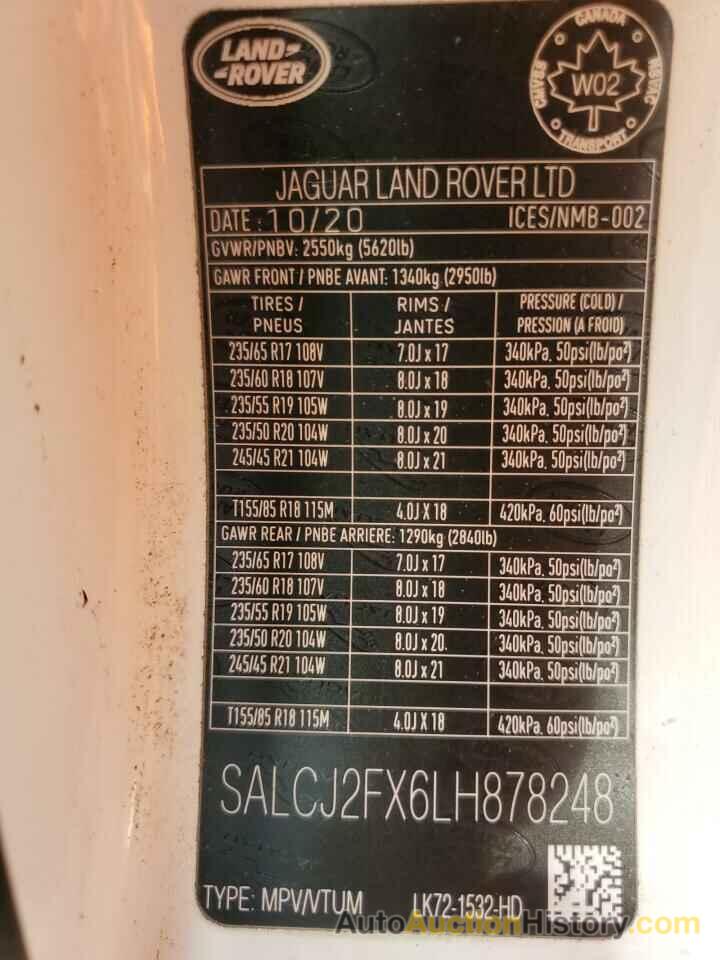 LAND-
-ROVER
CANADA
CMVSS
NSVAC
W02
TRANSPORT
JAGUAR LAND ROVER LTD
DATE : 10/20 ICES/NMB-002
GVWR/PNBV: 2550kg (5620lb)
GAWR FRONT / PNBE AVANT: 1340kg (2950lb)
TIRES / RIMS / PRESSURE (COLD) /
PNEUS JANTES PRESSION (A FROID)
235/65 R17 108V 7.0J x 17 340kPa, 50psi(lb/po²)
235/60 R18 107V 8.0J x 18 340kPa, 50psi(lb/po²)
235/55 R19 105W 8.0J x 19 340kPa, 50psi(lb/po²)
235/50 R20 104W 8.0J x 20 340kPa, 50psi(lb/po²)
245/45 R21 104W 8.0J x 21 340kPa, 50psi(lb/po²)
T155/85 R18 115M 4.0J X 18 420kPa, 60psi(lb/po²)
GAWR REAR / PNBE ARRIERE: 1290kg (2840lb)
235/65 R17 108V 7.0J x 17 340kPa, 50psi(lb/po²)
235/60 R18 107V 8.0J x 18 340kPa, 50psi(lb/po²)
235/55 R19 105W 8.0J x 19 340kPa, 50psi(lb/po²)
235/50 R20 104W 8.0J x 20 340kPa, 50psi(lb/po²)
245/45 R21 104W 8.0J x 21 340kPa, 50psi(lb/po²)
T155/85 R18 115M 4.0J X 18 420kPa, 60psi(lb/po²)
SALCJ2FX6LH878248
TYPE: MPV/VTUM LK72-1532-HD
AutoAuctionHistory.com